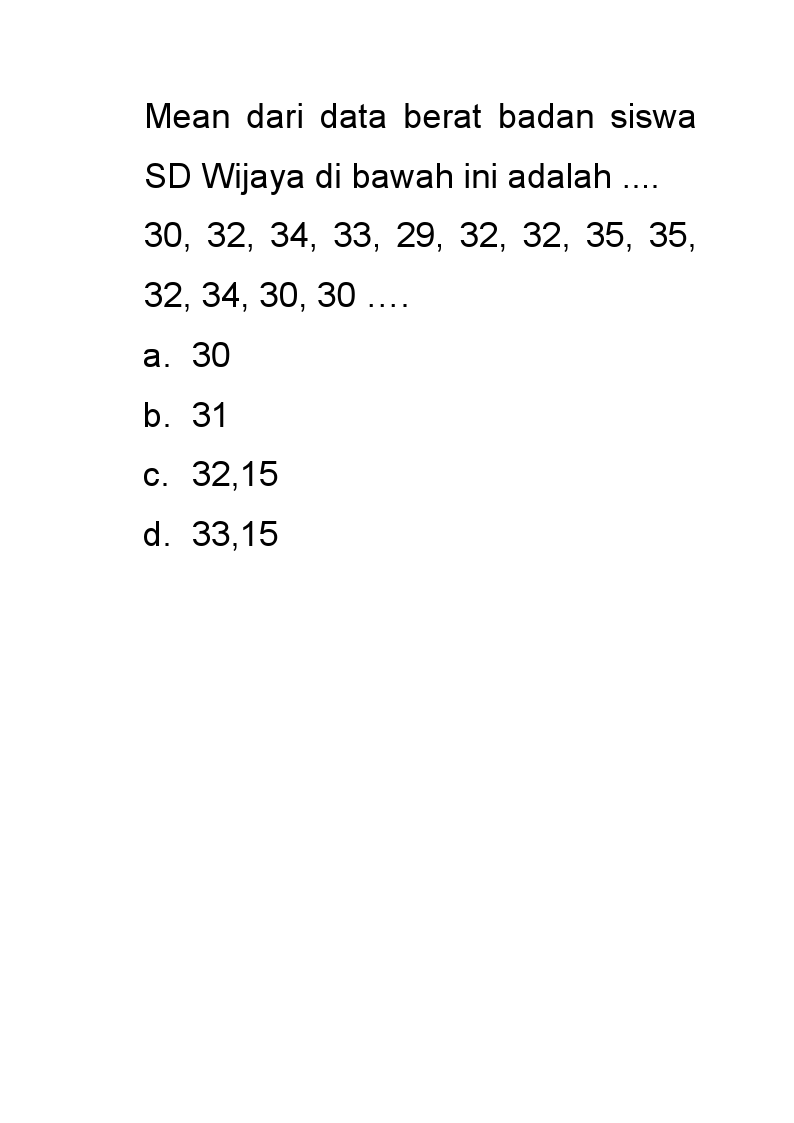 Mean dari data berat badan siswa
SD Wijaya di bawah ini adalah ....
30, 32, 34, 33, 29, 32, 32, 35, 35,
32, 34, 30, 30 ….
a. 30
b. 31
c. 32,15
d. 33,15